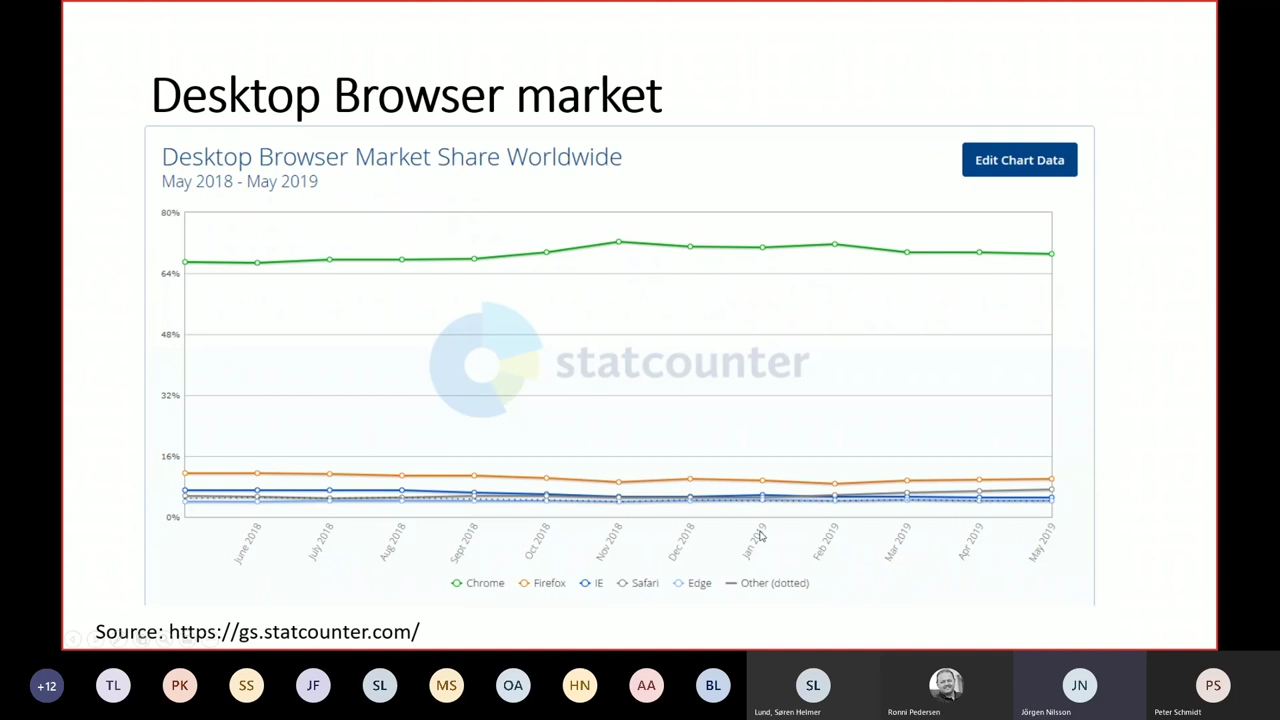 Desktop Browser market
Desktop Browser Market Share Worldwide
May 2018 - May 2019
Edit Chart Data
80%
64%
48%
32%
16%
0%
statcounter
June 2018
July 2018
Aug 2018
Sept 2018
Oct 2018
Nov 2018
Dec 2018
Jan 2019
Feb 2019
Mar 2019
Apr 2019
May 2019
Chrome Firefox IE Safari Edge Other (dotted)
Source: https://gs.statcounter.com/
+12 TL PK SS JF SL MS OA HN AA BL SL JN PS
Lund, Søren Helmer Ronni Pedersen Jörgen Nilsson Peter Schmidt